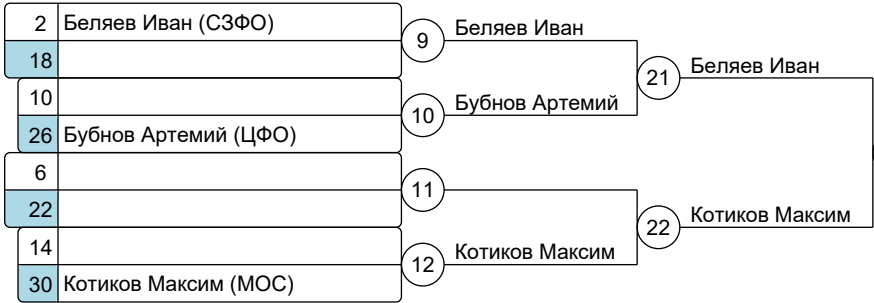 2 Беляев Иван (СЗФО)
9 Беляев Иван
18
21 Беляев Иван
10
10 Бубнов Артемий
26 Бубнов Артемий (ЦФО)
6
11
22
22 Котиков Максим
14
12 Котиков Максим
30 Котиков Максим (МОС)